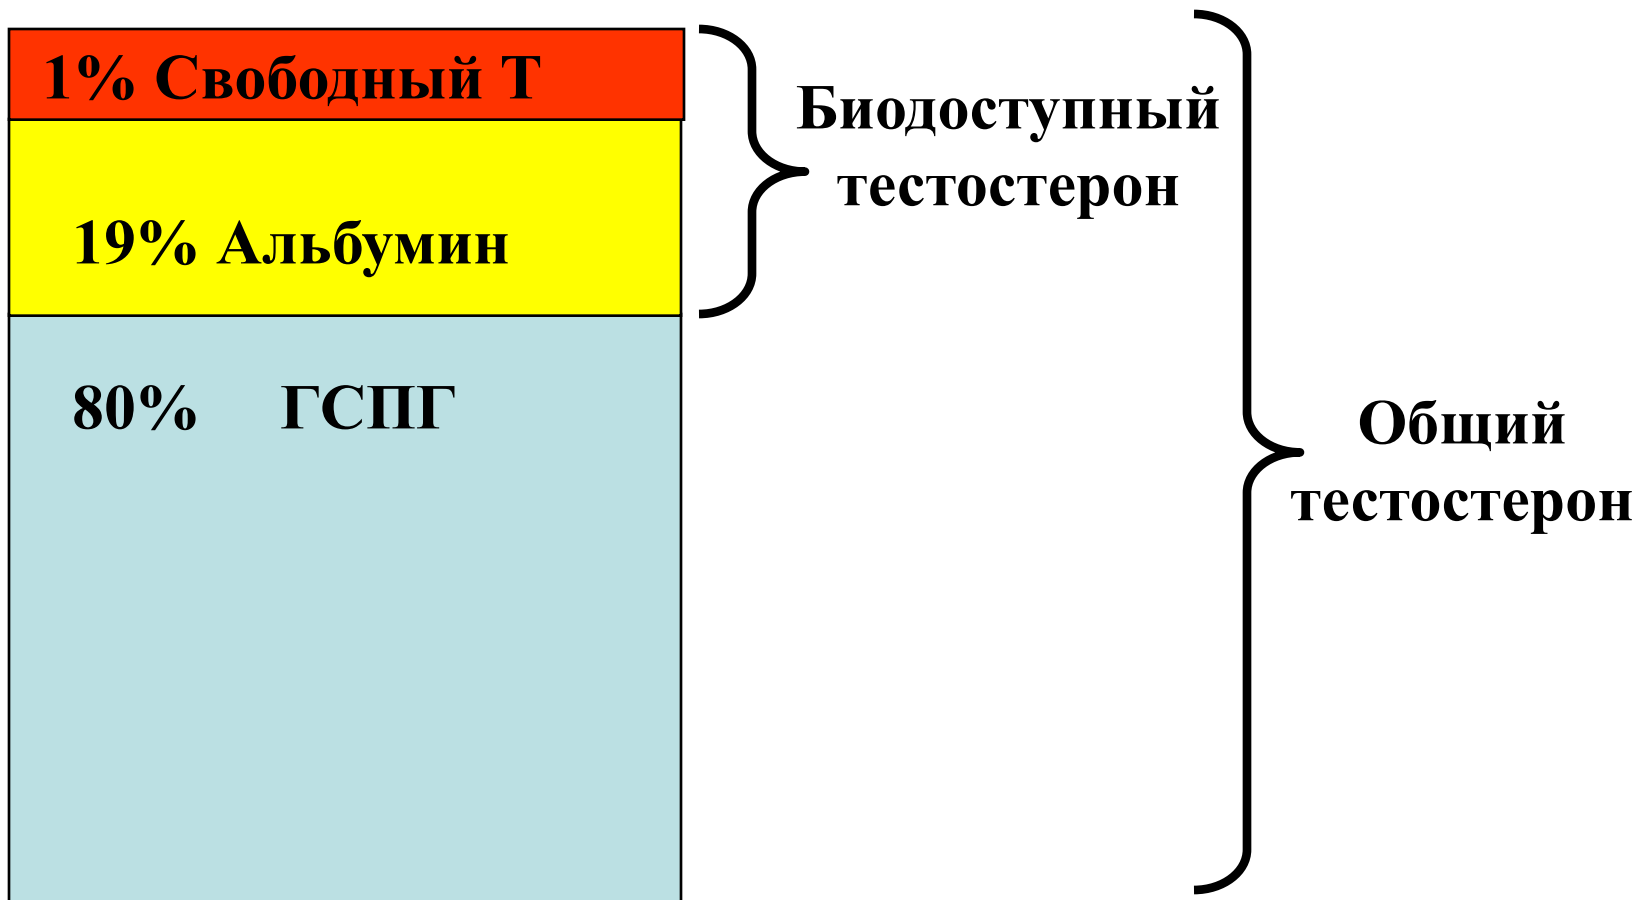 1% Свободный Т
19% Альбумин
80% ГСПГ
Биодоступный
тестостерон
Общий
тестостерон